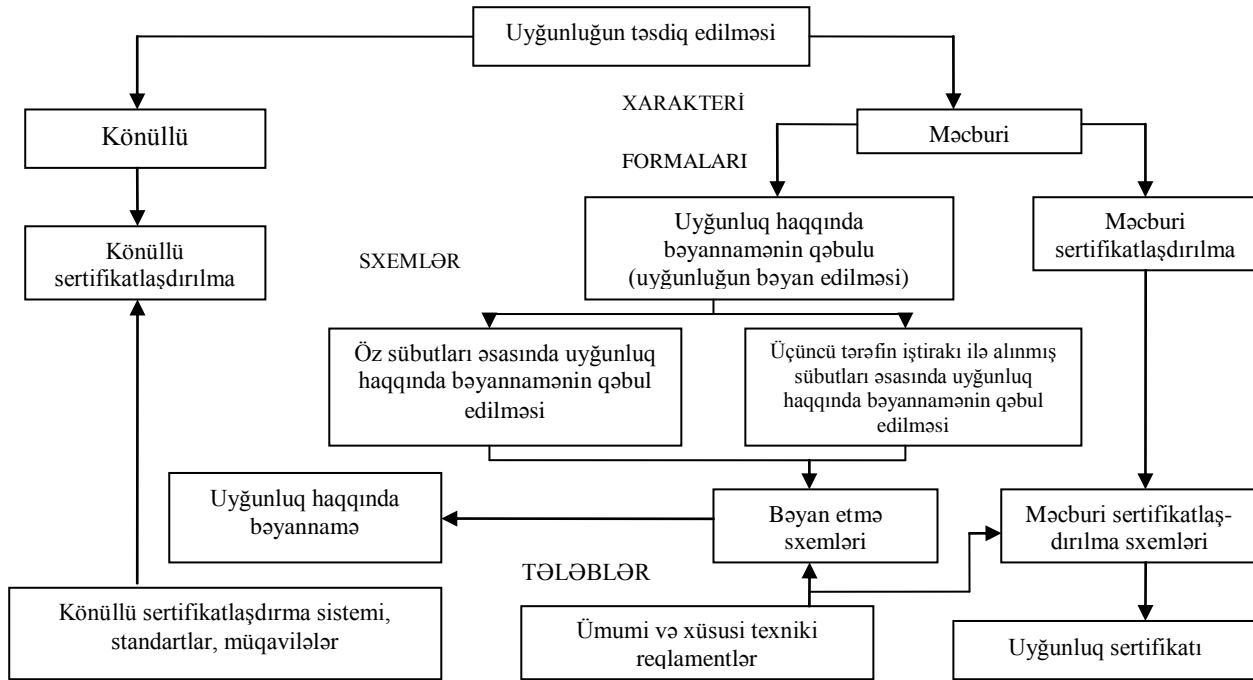 Uyğunluğun təsdiq edilməsi
XARAKTERİ
Könüllü
Məcburi
FORMALARI
Könüllü
sertifikatlaşdırılma
SXEMLƏR
Uyğunluq haqqında
bəyannamənin qəbulu
(uyğunluğun bəyan edilməsi)
Məcburi
sertifikatlaşdırılma
Öz sübutları əsasında uyğunluq
haqqında bəyannamənin qəbul
edilməsi
Üçüncü tərəfin iştirakı ilə alınmış
sübutları əsasında uyğunluq
haqqında bəyannamənin qəbul
edilməsi
Uyğunluq haqqında
bəyannamə
Bəyan etmə
sxemləri
Məcburi sertifikatlaş-
dırılma sxemləri
TƏLƏBLƏR
Könüllü sertifikatlaşdırma sistemi,
standartlar, müqavilələr
Ümumi və xüsusi texniki
reqlamentlər
Uyğunluq sertifikatı